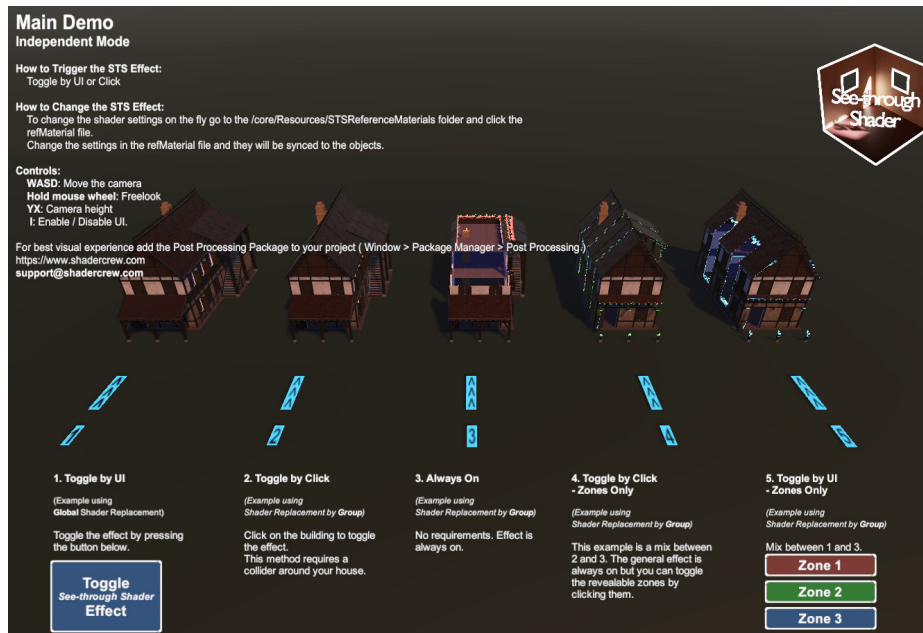 Main Demo
Independent Mode
How to Trigger the STS Effect:
Toggle by UI or Click
How to Change the STS Effect:
To change the shader settings on the fly go to the /core/Resources/STSReferenceMaterials folder and click the
refMaterial file.
Change the settings in the refMaterial file and they will be synced to the objects.
Controls:
WASD: Move the camera
Hold mouse wheel: Freelook
YX: Camera height
I: Enable / Disable UI.
For best visual experience add the Post Processing Package to your project ( Window > Package Manager > Post Processing )
https://www.shadercrew.com
support@shadercrew.com
See-through
Shader
1
2
3
4
5
1. Toggle by UI
(Example using
Global Shader Replacement)
Toggle the effect by pressing
the button below.
Toggle
See-through Shader
Effect
2. Toggle by Click
(Example using
Shader Replacement by Group)
Click on the building to toggle
the effect.
This method requires a
collider around your house.
3. Always On
(Example using
Shader Replacement by Group)
No requirements. Effect is
always on.
4. Toggle by Click
- Zones Only
(Example using
Shader Replacement by Group)
This example is a mix between
2 and 3. The general effect is
always on but you can toggle
the revealable zones by
clicking them.
5. Toggle by UI
- Zones Only
(Example using
Shader Replacement by Group)
Mix between 1 and 3.
Zone 1
Zone 2
Zone 3